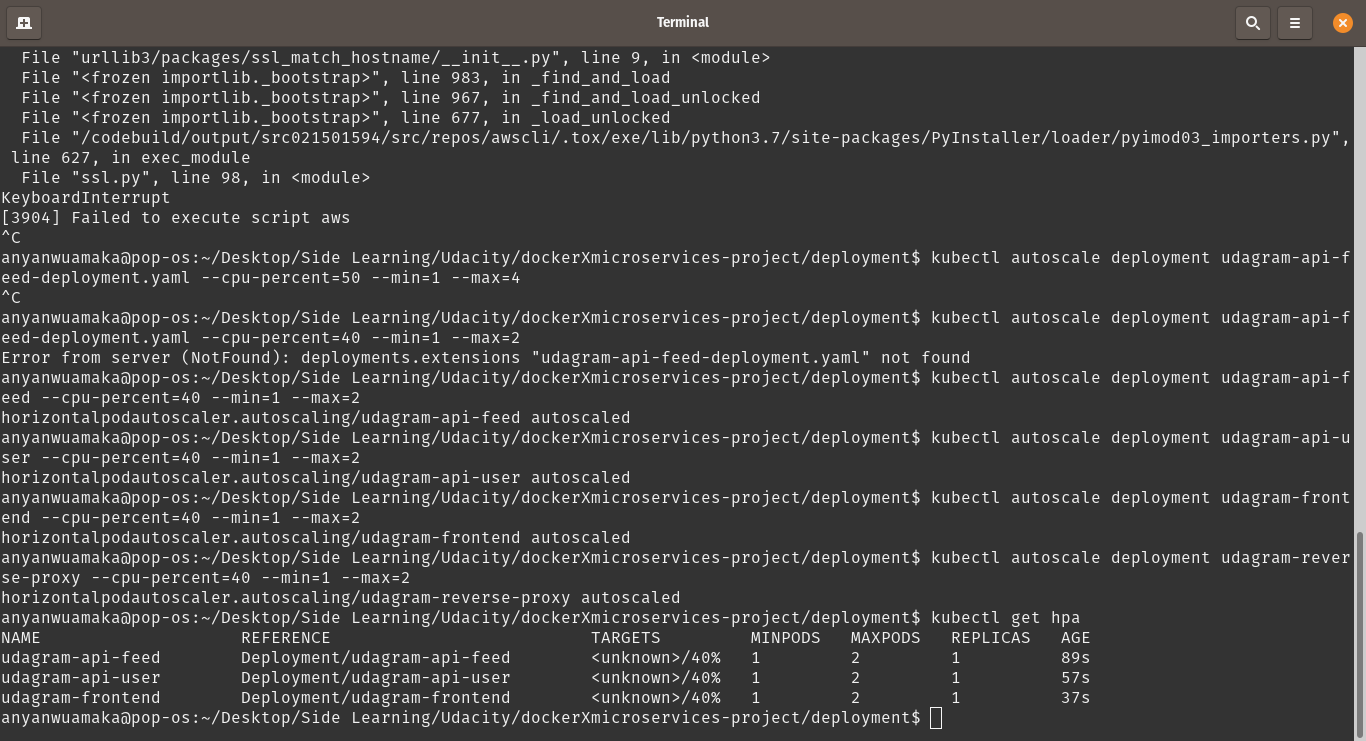 Terminal
File "urllib3/packages/ssl_match_hostname/__init__.py", line 9, in <module>
File "<frozen importlib._bootstrap>", line 983, in _find_and_load
File "<frozen importlib._bootstrap>", line 967, in _find_and_load_unlocked
File "<frozen importlib._bootstrap>", line 677, in _load_unlocked
File "/codebuild/output/src021501594/src/repos/awscli/.tox/exe/lib/python3.7/site-packages/PyInstaller/loader/pyimod03_importers.py",
line 627, in exec_module
File "ssl.py", line 98, in <module>
KeyboardInterrupt
[3904] Failed to execute script aws
^C
anyanwuamaka@pop-os:~/Desktop/Side Learning/Udacity/dockerXmicroservices-project/deployment$ kubectl autoscale deployment udagram-api-f
eed-deployment.yaml --cpu-percent=50 --min=1 --max=4
^C
anyanwuamaka@pop-os:~/Desktop/Side Learning/Udacity/dockerXmicroservices-project/deployment$ kubectl autoscale deployment udagram-api-f
eed-deployment.yaml --cpu-percent=40 --min=1 --max=2
Error from server (NotFound): deployments.extensions "udagram-api-feed-deployment.yaml" not found
anyanwuamaka@pop-os:~/Desktop/Side Learning/Udacity/dockerXmicroservices-project/deployment$ kubectl autoscale deployment udagram-api-f
eed --cpu-percent=40 --min=1 --max=2
horizontalpodautoscaler.autoscaling/udagram-api-feed autoscaled
anyanwuamaka@pop-os:~/Desktop/Side Learning/Udacity/dockerXmicroservices-project/deployment$ kubectl autoscale deployment udagram-api-u
ser --cpu-percent=40 --min=1 --max=2
horizontalpodautoscaler.autoscaling/udagram-api-user autoscaled
anyanwuamaka@pop-os:~/Desktop/Side Learning/Udacity/dockerXmicroservices-project/deployment$ kubectl autoscale deployment udagram-front
end --cpu-percent=40 --min=1 --max=2
horizontalpodautoscaler.autoscaling/udagram-frontend autoscaled
anyanwuamaka@pop-os:~/Desktop/Side Learning/Udacity/dockerXmicroservices-project/deployment$ kubectl autoscale deployment udagram-rever
se-proxy --cpu-percent=40 --min=1 --max=2
horizontalpodautoscaler.autoscaling/udagram-reverse-proxy autoscaled
anyanwuamaka@pop-os:~/Desktop/Side Learning/Udacity/dockerXmicroservices-project/deployment$ kubectl get hpa
NAME REFERENCE TARGETS MINPODS MAXPODS REPLICAS AGE
udagram-api-feed Deployment/udagram-api-feed <unknown>/40% 1 2 1 89s
udagram-api-user Deployment/udagram-api-user <unknown>/40% 1 2 1 57s
udagram-frontend Deployment/udagram-frontend <unknown>/40% 1 2 1 37s
anyanwuamaka@pop-os:~/Desktop/Side Learning/Udacity/dockerXmicroservices-project/deployment$